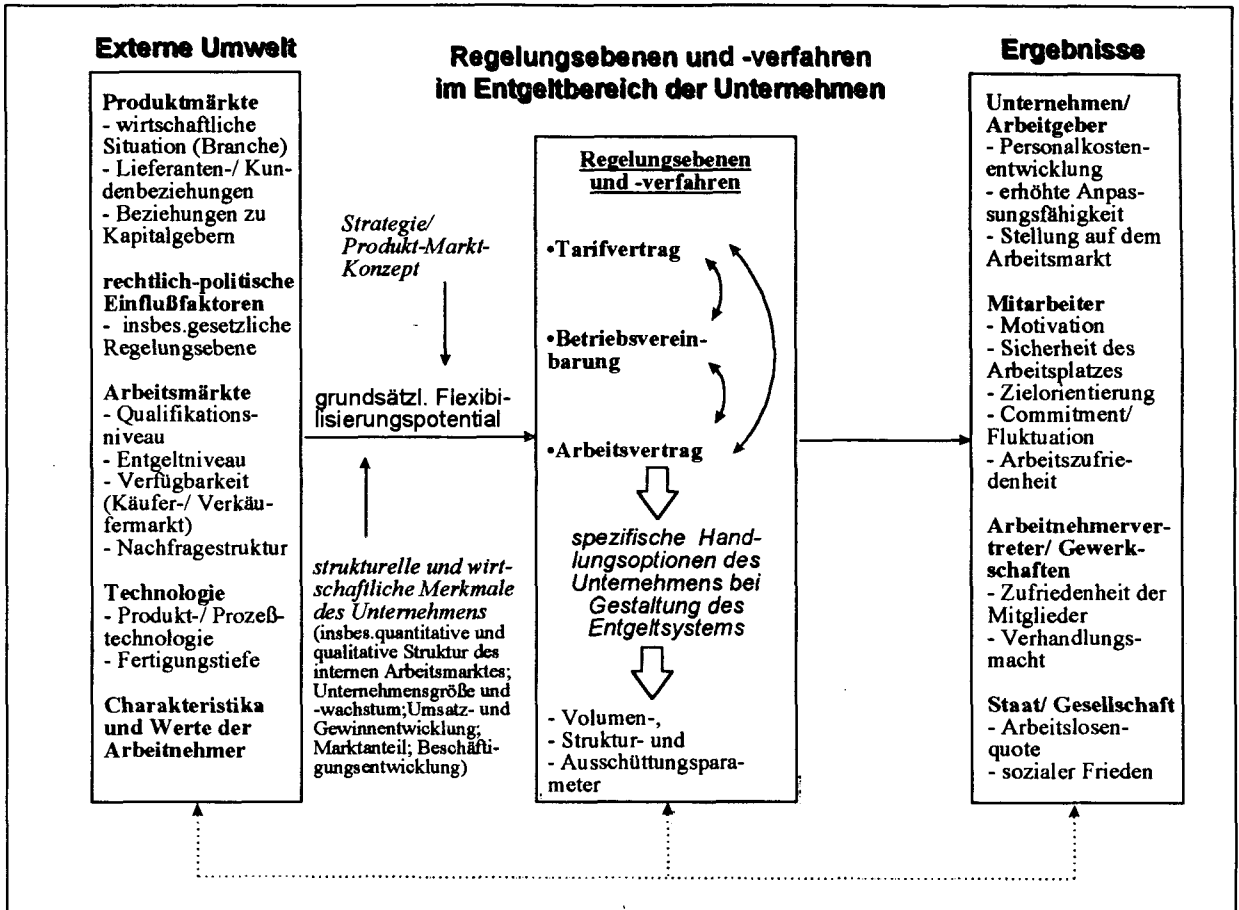 Externe Umwelt
Produktmärkte
- wirtschaftliche
Situation (Branche)
- Lieferanten-/ Kun-
denbeziehungen
- Beziehungen zu
Kapitalgebern
rechtlich-politische
Einflußfaktoren
- insbes.gesetzliche
Regelungsebene
Arbeitsmärkte
- Qualifikations-
niveau
- Entgeltniveau
- Verfügbarkeit
(Käufer-/ Verkäu-
fermarkt)
- Nachfragestruktur
Technologie
- Produkt-/ Prozeß-
technologie
- Fertigungstiefe
Charakteristika
und Werte der
Arbeitnehmer
Strategie/
Produkt-Markt-
Konzept
grundsätzl. Flexibi-
lisierungspotential
strukturelle und wirt-
schaftliche Merkmale
des Unternehmens
(insbes.quantitative und
qualitative Struktur des
internen Arbeitsmarktes;
Unternehmensgröße und
-wachstum;Umsatz- und
Gewinnentwicklung;
Marktanteil; Beschäfti-
gungsentwicklung)
Regelungsebenen und -verfahren
im Entgeltbereich der Unternehmen
Regelungsebenen
und -verfahren
•Tarifvertrag
•Betriebsverein-
barung
•Arbeitsvertrag
spezifische Hand-
lungsoptionen des
Unternehmens bei
Gestaltung des
Entgeltsystems
- Volumen-,
- Struktur- und
- Ausschüttungspara-
meter
Ergebnisse
Unternehmen/
Arbeitgeber
- Personalkosten-
entwicklung
- erhöhte Anpas-
sungsfähigkeit
- Stellung auf dem
Arbeitsmarkt
Mitarbeiter
- Motivation
- Sicherheit des
Arbeitsplatzes
- Zielorientierung
- Commitment/
Fluktuation
- Arbeitszufrie-
denheit
Arbeitnehmerver-
treter/ Gewerk-
schaften
- Zufriedenheit der
Mitglieder
- Verhandlungs-
macht
Staat/ Gesellschaft
- Arbeitslosen-
quote
- sozialer Frieden